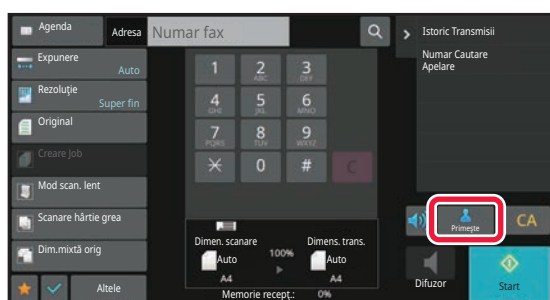 Agenda
Adresa
Numar fax
Istoric Transmisii
Numar Cautare
Apelare
Expunere
Auto
Rezoluţie
Super fin
Original
Creare Job
Mod scan. lent
Scanare hârtie grea
Dim.mixtă orig
Altele
1
2
ABC
3
DEF
4
GHI
5
JKL
6
MNO
7
PQRS
8
TUV
9
WXYZ
0
#
C
Dimen. scanare
100%
Dimens. trans.
Auto
Auto
A4
A4
Memorie recepţ.: 0%
Primeşte
CA
Difuzor
Start